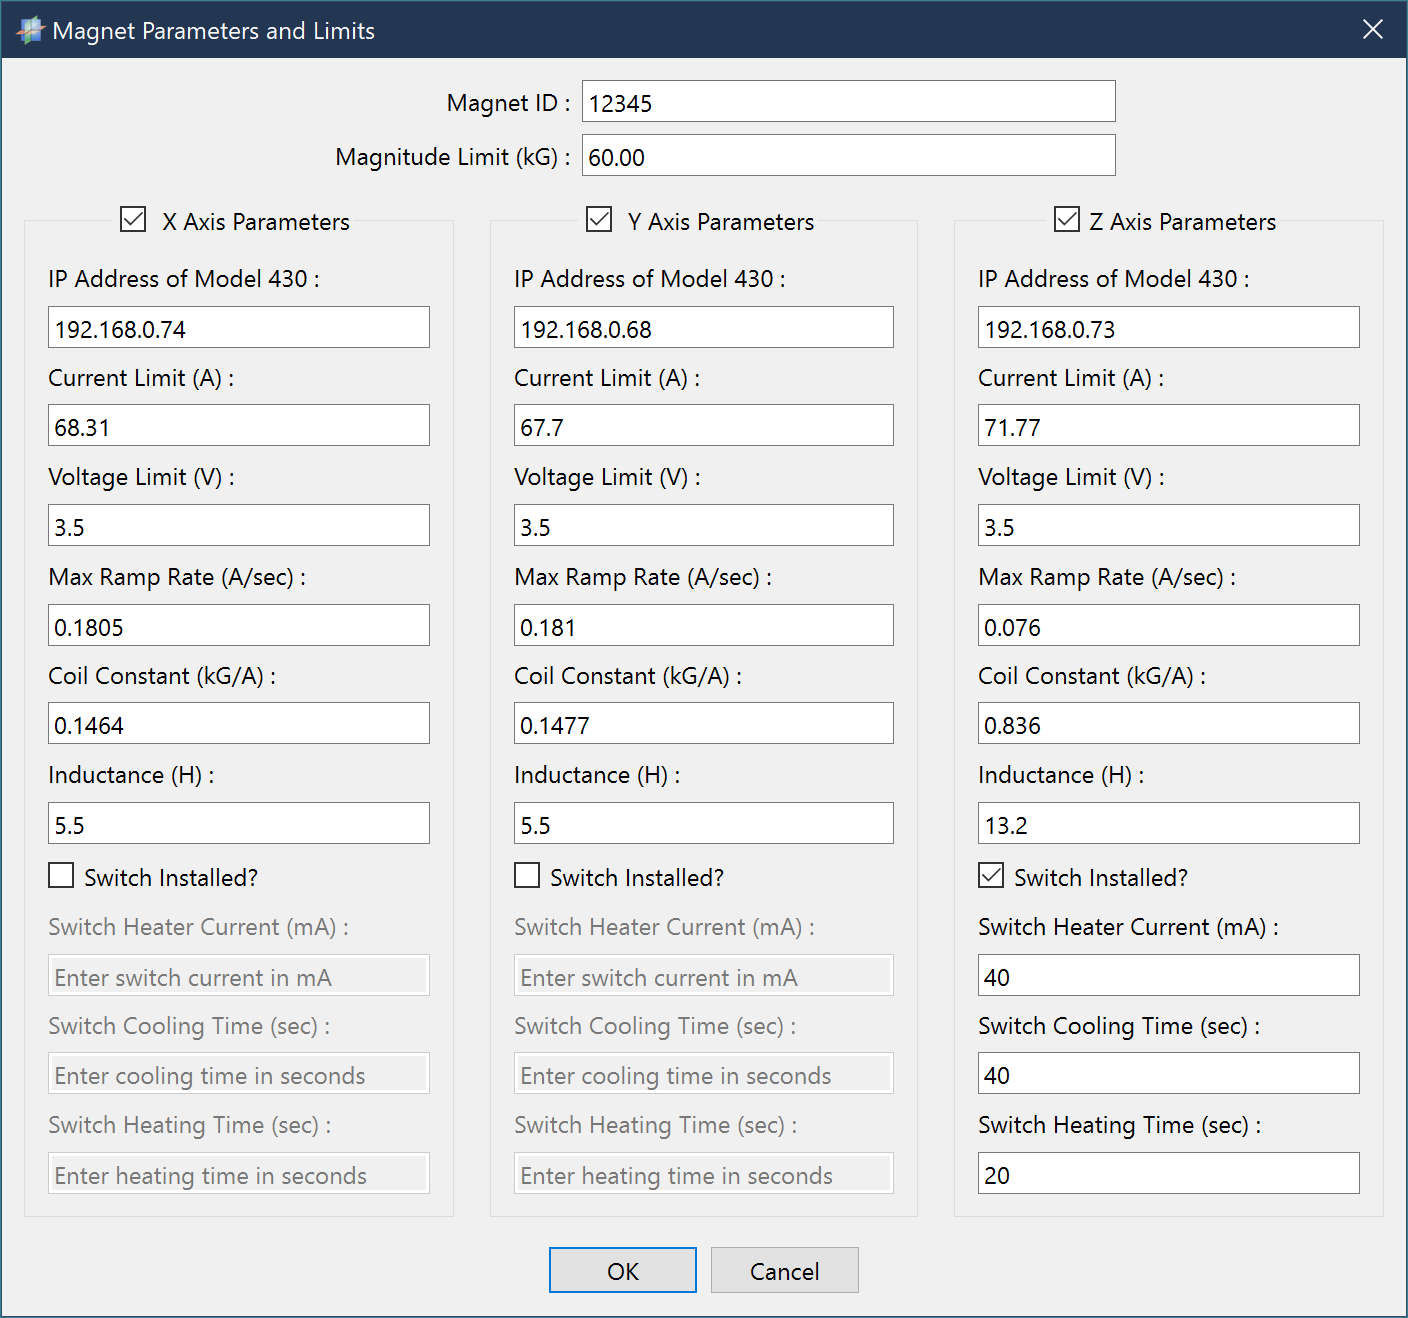 Magnet Parameters and Limits
Magnet ID :
12345
Magnitude Limit (kG) :
60.00
X Axis Parameters
IP Address of Model 430 :
192.168.0.74
Current Limit (A) :
68.31
Voltage Limit (V) :
3.5
Max Ramp Rate (A/sec) :
0.1805
Coil Constant (kG/A) :
0.1464
Inductance (H) :
5.5
Switch Installed?
Switch Heater Current (mA) :
Enter switch current in mA
Switch Cooling Time (sec) :
Enter cooling time in seconds
Switch Heating Time (sec) :
Enter heating time in seconds
Y Axis Parameters
IP Address of Model 430 :
192.168.0.68
Current Limit (A) :
67.7
Voltage Limit (V) :
3.5
Max Ramp Rate (A/sec) :
0.181
Coil Constant (kG/A) :
0.1477
Inductance (H) :
5.5
Switch Installed?
Switch Heater Current (mA) :
Enter switch current in mA
Switch Cooling Time (sec) :
Enter cooling time in seconds
Switch Heating Time (sec) :
Enter heating time in seconds
Z Axis Parameters
IP Address of Model 430 :
192.168.0.73
Current Limit (A) :
71.77
Voltage Limit (V) :
3.5
Max Ramp Rate (A/sec) :
0.076
Coil Constant (kG/A) :
0.836
Inductance (H) :
13.2
Switch Installed?
Switch Heater Current (mA) :
40
Switch Cooling Time (sec) :
40
Switch Heating Time (sec) :
20
OK
Cancel